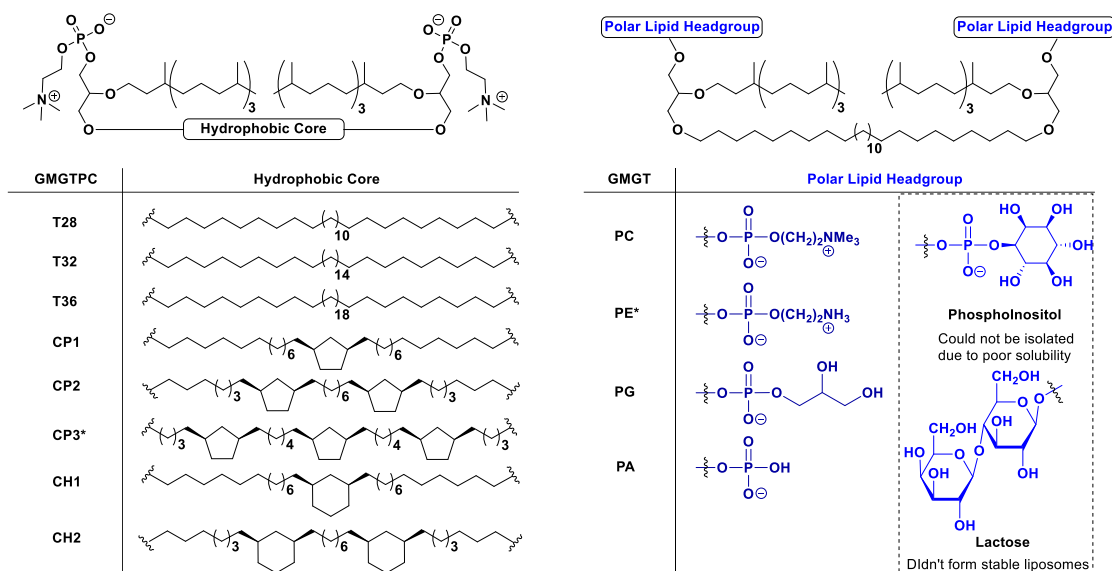 O
O⊖
P
O
O
O
N⊕
O
3
3
O
O
O
⊖O
P
O
O
N⊕
Hydrophobic Core
GMGTPC Hydrophobic Core
T28
10
T32
14
T36
18
CP1
6 6
CP2
3 6 3
CP3*
3 4 4 3
CH1
6 6
CH2
3 6 3
Polar Lipid Headgroup Polar Lipid Headgroup
O O
O O
3 3
O O
10
GMGT Polar Lipid Headgroup
PC
O
O P O(CH2)2NMe3
O⊖ ⊕
PE*
O
O P O(CH2)2NH3
O⊖ ⊕
PG
O OH
O P O OH
O⊖
PA
O
O P OH
O⊖
OH
HO OH
O
O P O OH
O⊖ HO OH
PhosphoInositol
Could not be isolated
due to poor solubility
CH2OH
O O
HO
CH2OH OH
HO O O
HO
OH
Lactose
DIdn't form stable liposomes